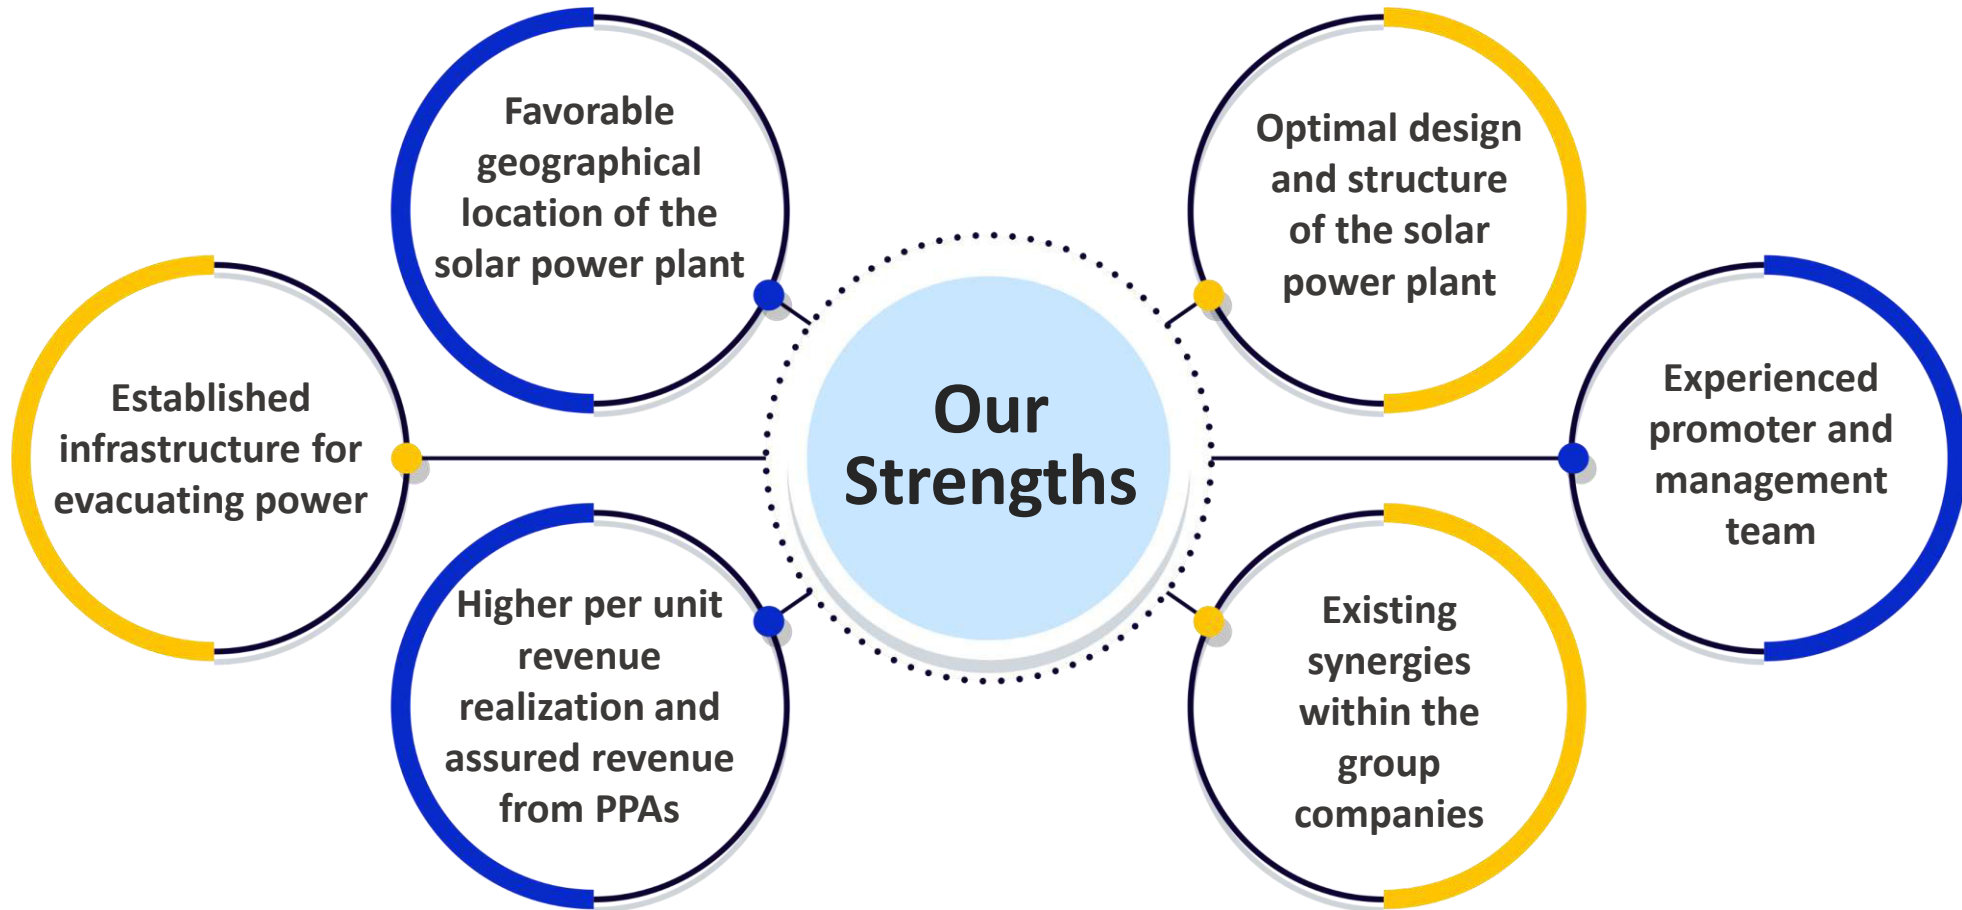 Favorable
geographical
location of the
solar power plant
Optimal design
and structure
of the solar
power plant
Established
infrastructure for
evacuating power
Our
Strengths
Experienced
promoter and
management
team
Higher per unit
revenue
realization and
assured revenue
from PPAs
Existing
synergies
within the
group
companies